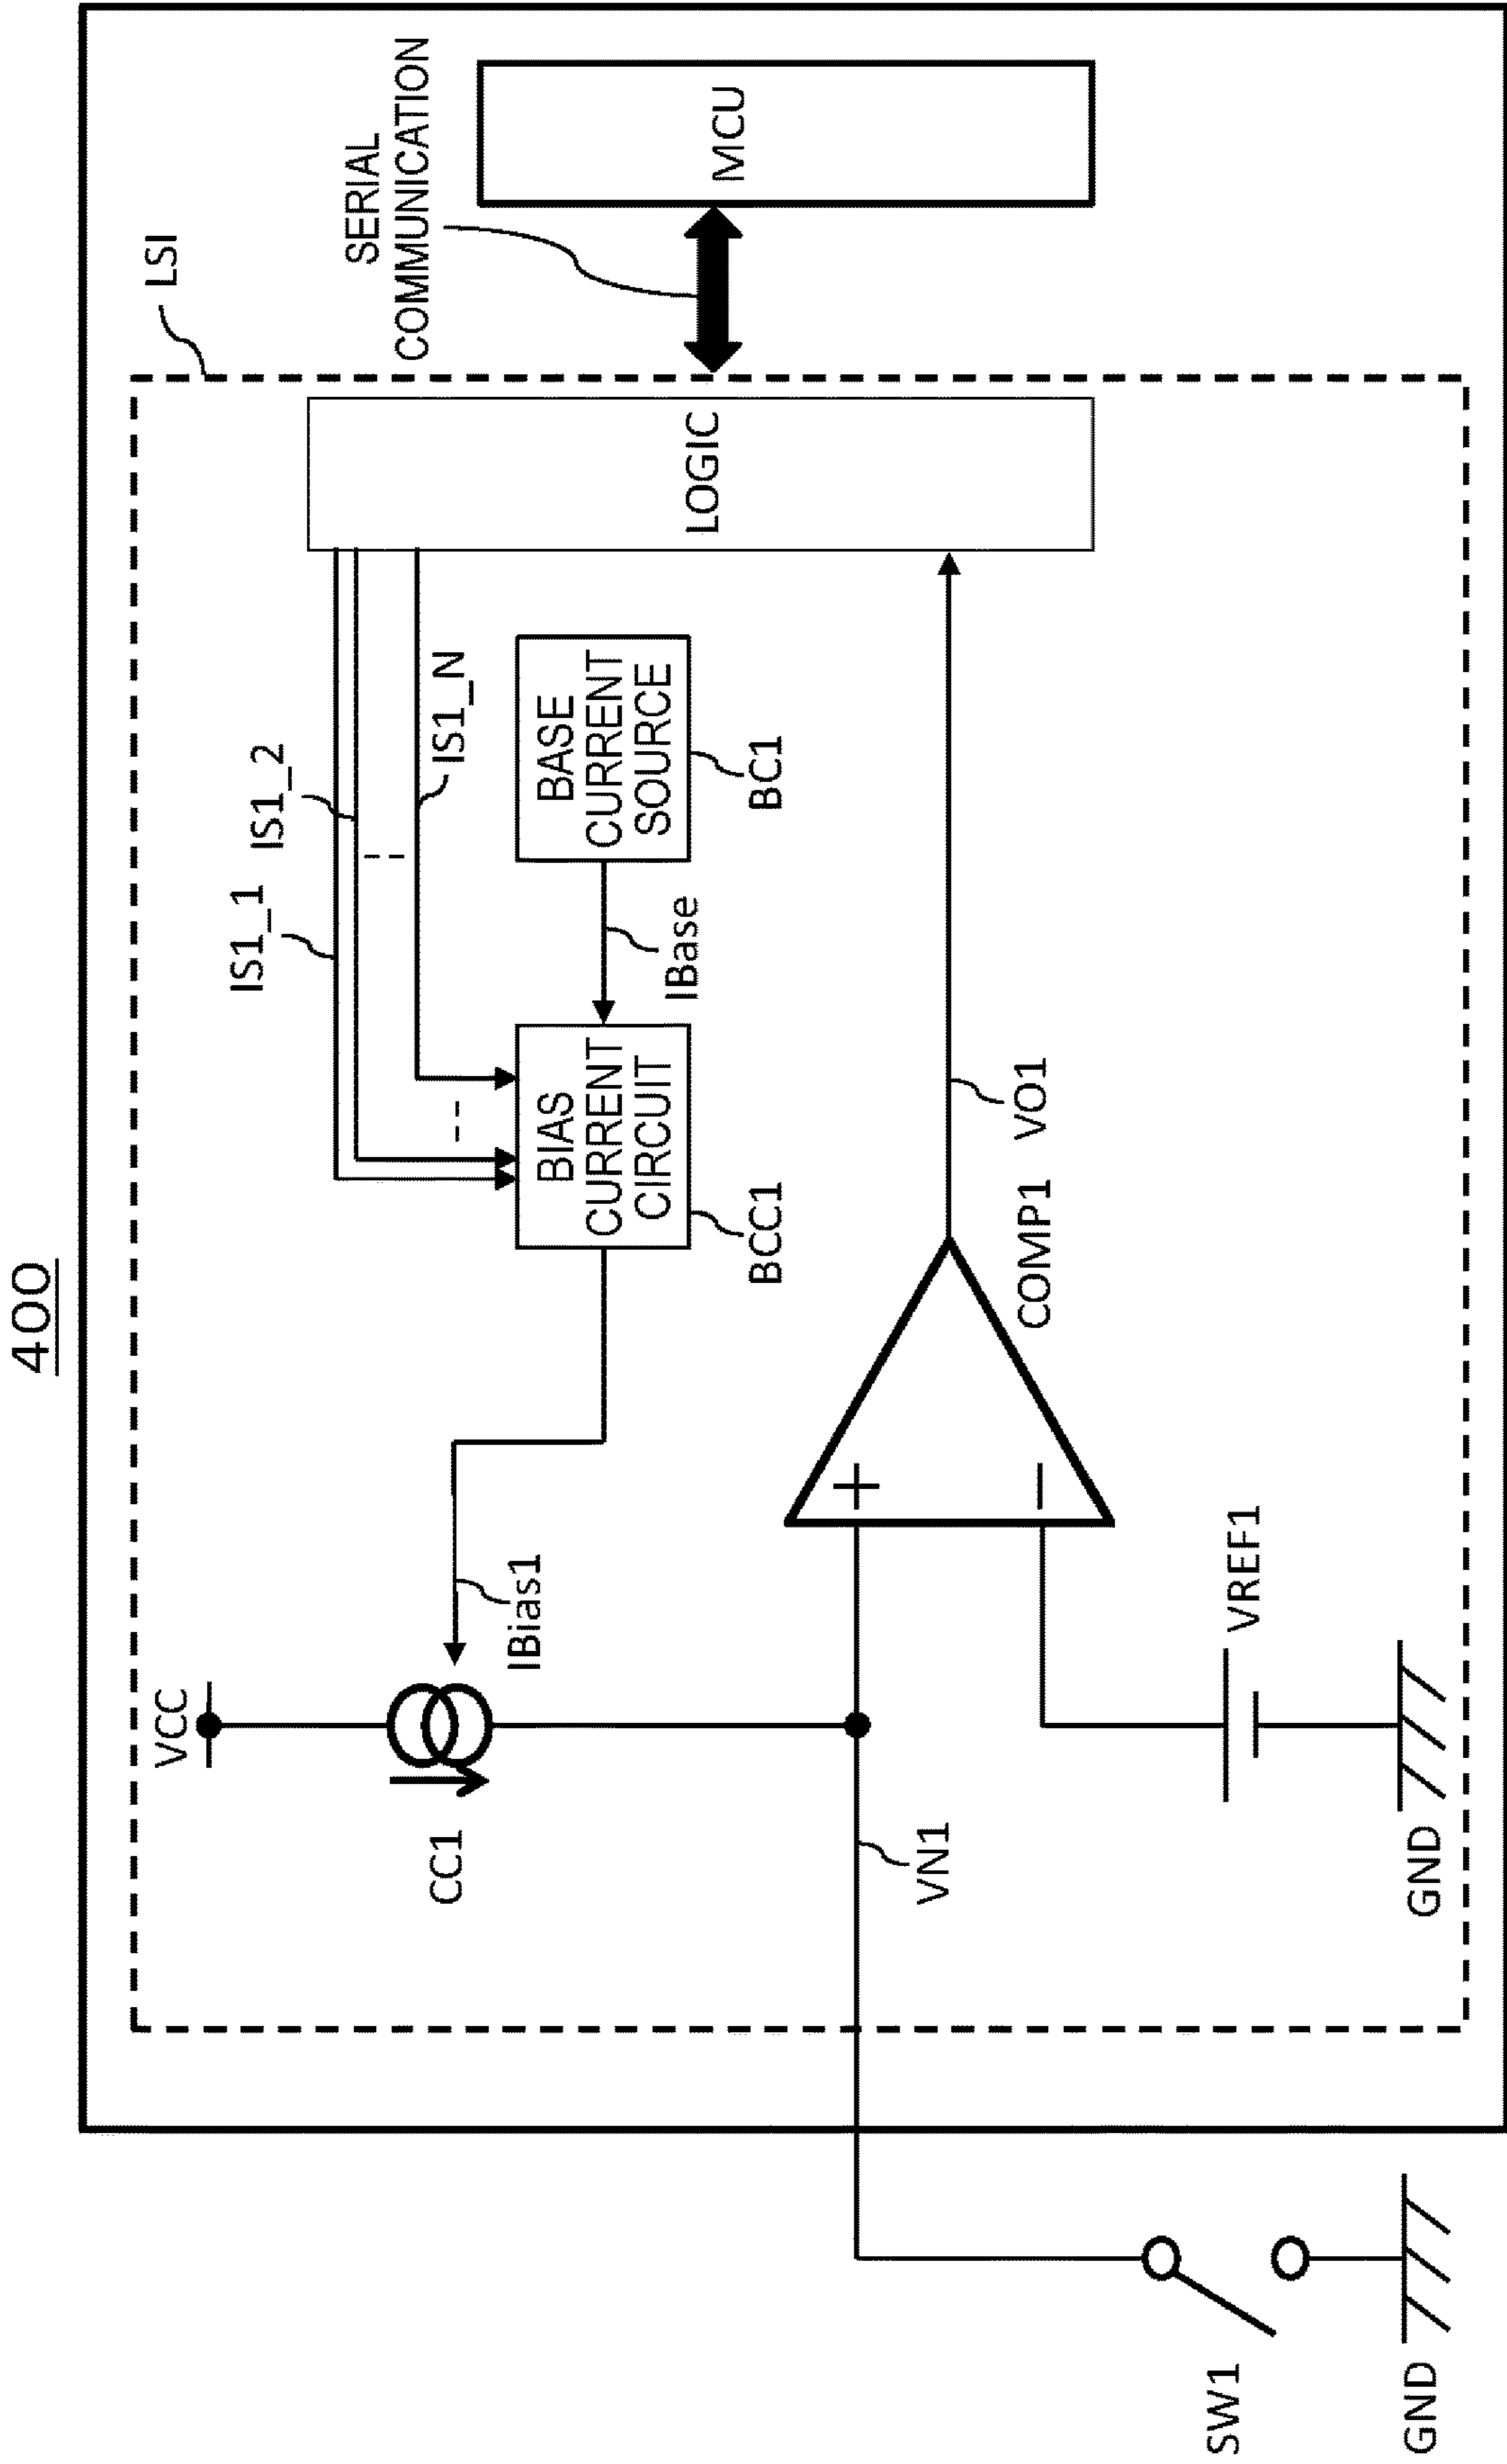 400
LSI
SERIAL
COMMUNICATION
MCU
LOGIC
VCC
CC1
IBias1
IS1_1
IS1_2
IS1_N
BIAS
CURRENT
CIRCUIT
BCC1
IBase
BASE
CURRENT
SOURCE
BC1
VN1
+
−
COMP1
VO1
VREF1
GND
SW1
GND